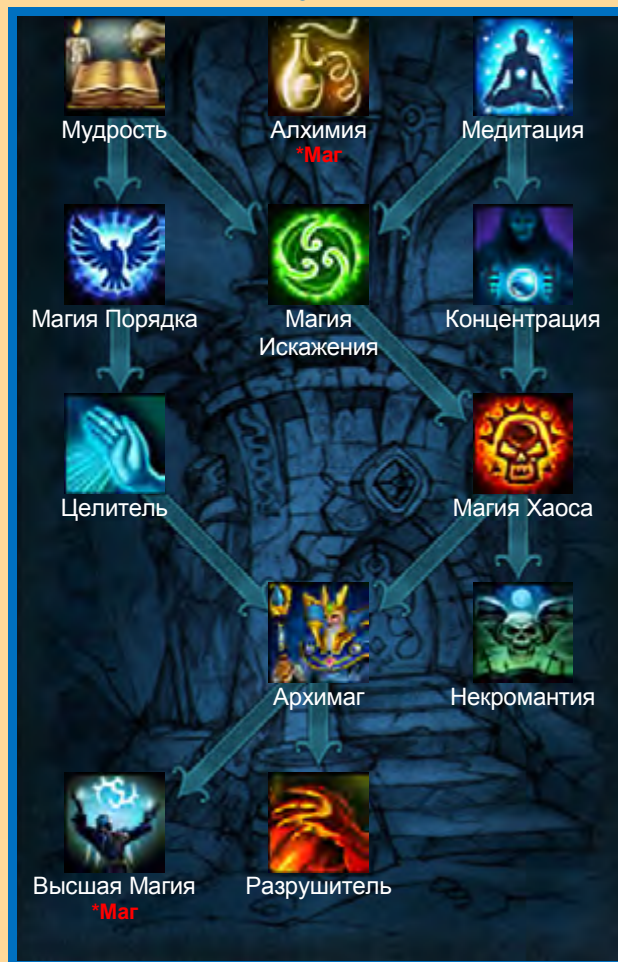 Мудрость
Алхимия
Медитация
*Маг
Магия Порядка
Магия
Концентрация
Искажения
Целитель
Магия Хаоса
Архимаг
Некромантия
Высшая Магия
Разрушитель
*Маг